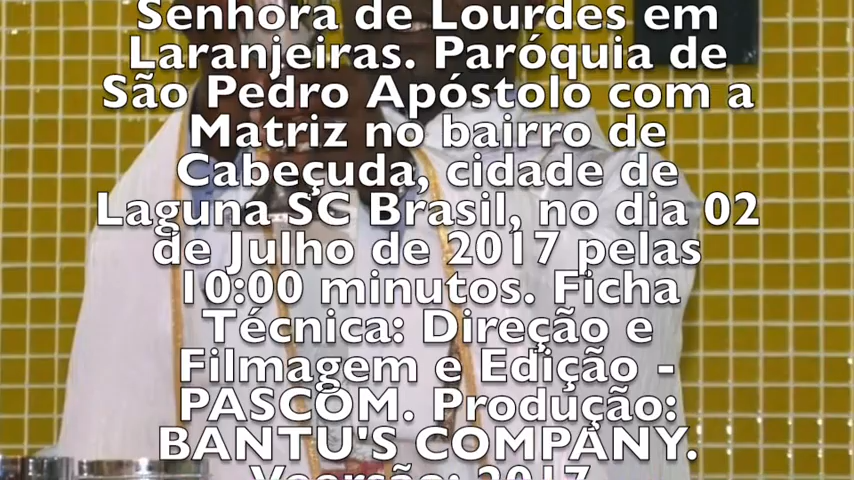 Senhora de Lourdes em
Laranjeiras. Paróquia de
São Pedro Apóstolo com a
Matriz no bairro de
Cabeçuda, cidade de
Laguna SC Brasil, no dia 02
de Julho de 2017 pelas
10:00 minutos. Ficha
Técnica: Direção e
Filmagem e Edição -
PASCOM. Produção:
BANTU'S COMPANY.
Veersão: 2017